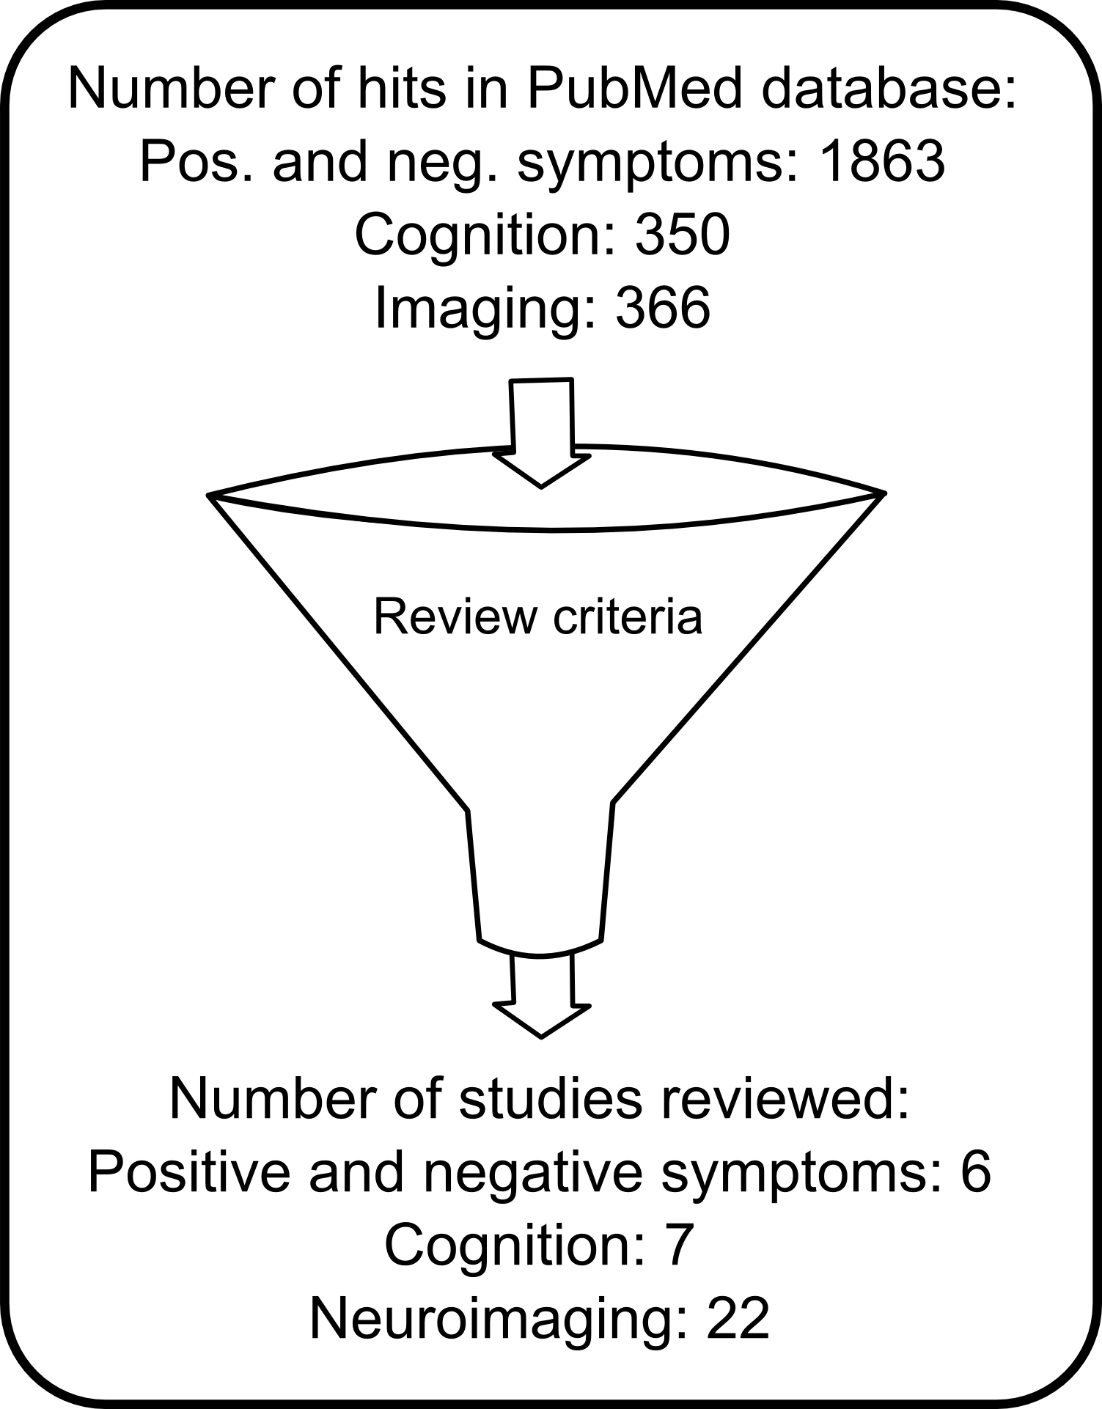 Number of hits in PubMed database:
Pos. and neg. symptoms: 1863
Cognition: 350
Imaging: 366
Review criteria
Number of studies reviewed:
Positive and negative symptoms: 6
Cognition: 7
Neuroimaging: 22